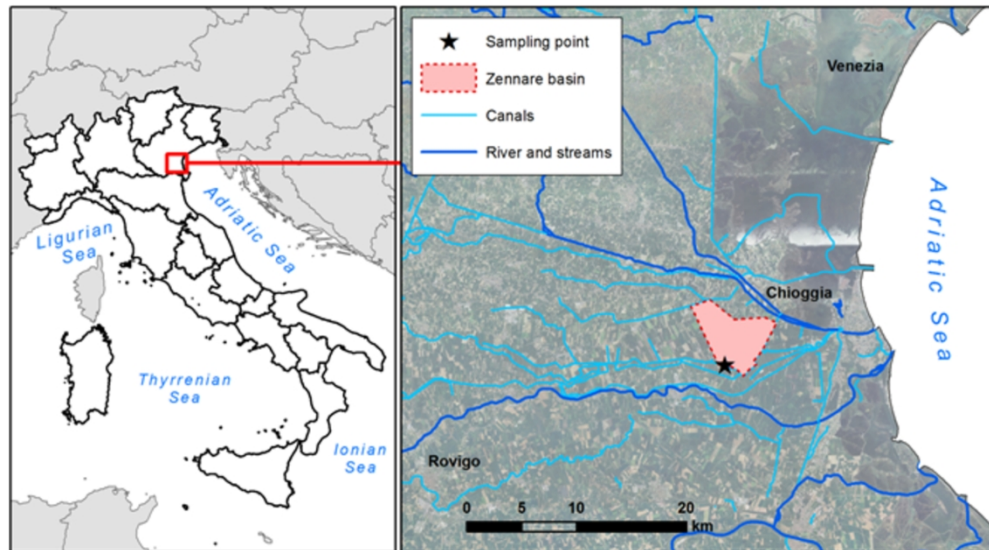 Ligurian
Sea
Adriatic Sea
Thyrrenian
Sea
Ionian
Sea
Sampling point
Zennare basin
Canals
River and streams
Venezia
Chioggia
Adriatic Sea
Rovigo
0 5 10 20
km